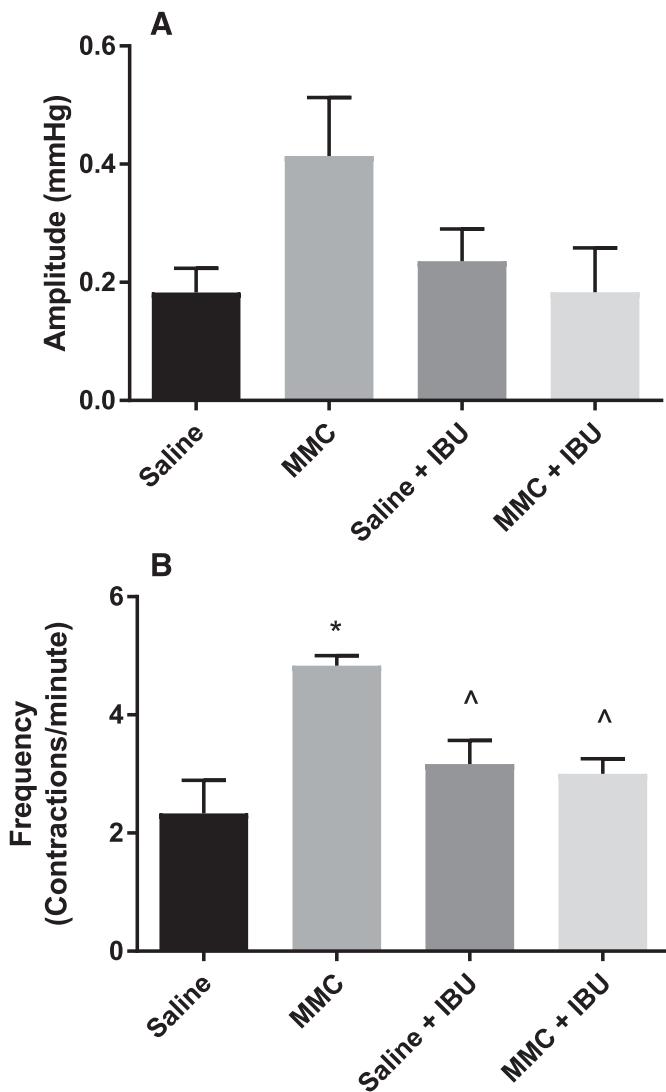 A
Amplitude (mmHg)
0.6
0.4
0.2
0.0
Saline
MMC
Saline + IBU
MMC + IBU
B
Frequency
(Contractions/minute)
6
4
2
0
*
^
^
Saline
MMC
Saline + IBU
MMC + IBU